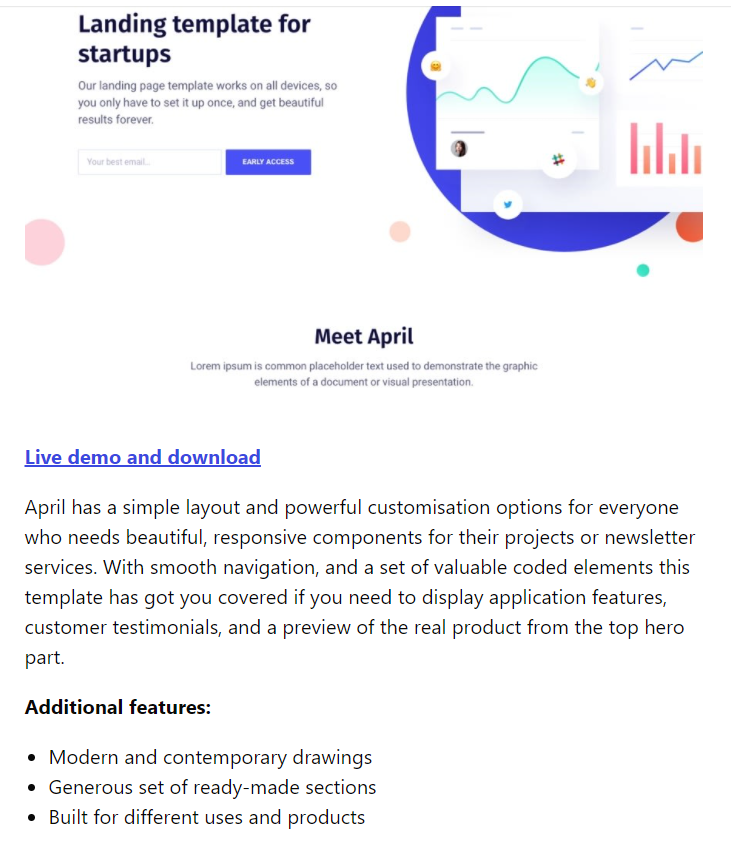 Landing template for
startups
Our landing page template works on all devices, so
you only have to set it up once, and get beautiful
results forever.
Your best email...
EARLY ACCESS
Meet April
Lorem ipsum is common placeholder text used to demonstrate the graphic
elements of a document or visual presentation.
Live demo and download
April has a simple layout and powerful customisation options for everyone
who needs beautiful, responsive components for their projects or newsletter
services. With smooth navigation, and a set of valuable coded elements this
template has got you covered if you need to display application features,
customer testimonials, and a preview of the real product from the top hero
part.
Additional features:
• Modern and contemporary drawings
• Generous set of ready-made sections
• Built for different uses and products